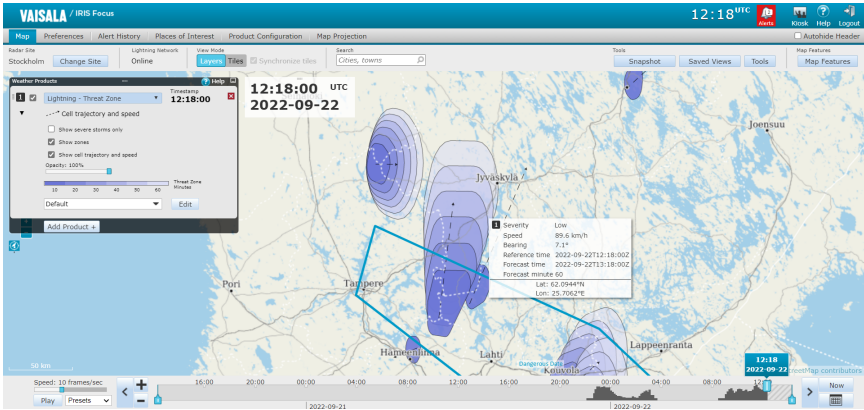 VAISALA / IRIS Focus
12:18 UTC
Alerts
Kiosk Help Logout
Map Preferences Alert History Places of Interest Product Configuration Map Projection
Autohide Header
Radar Site
Stockholm
Change Site
Lightning Network
Online
View Mode
Layers Tiles
Synchronize tiles
Search
Cities, towns
Tools
Snapshot
Saved Views
Tools
Map Features
Map Features
Weather Products
Help
1
Lightning - Threat Zone
Timestamp
12:18:00
Cell trajectory and speed
Show severe storms only
Show zones
Show cell trajectory and speed
Opacity: 100%
10 20 30 40 50 60
Threat Zone
Minutes
Default
Edit
Add Product +
12:18:00 UTC
2022-09-22
Joensuu
Jyväskylä
1 Severity Low
Speed 89.6 km/h
Bearing 7.1°
Reference time 2022-09-22T12:18:00Z
Forecast time 2022-09-22T13:18:00Z
Forecast minute 60
Lat: 62.0944°N
Lon: 25.7062°E
Pori
Tampere
Hämeenlinna
Lahti
Lappeenranta
Dangerous Data
Kouvola
50 km
12:18
2022-09-22
StreetMap contributors
Speed: 10 frames/sec
Play
Presets
16:00 20:00 00:00 04:00 08:00 12:00 16:00 20:00 00:00 04:00 08:00 12
2022-09-21
2022-09-22
Now